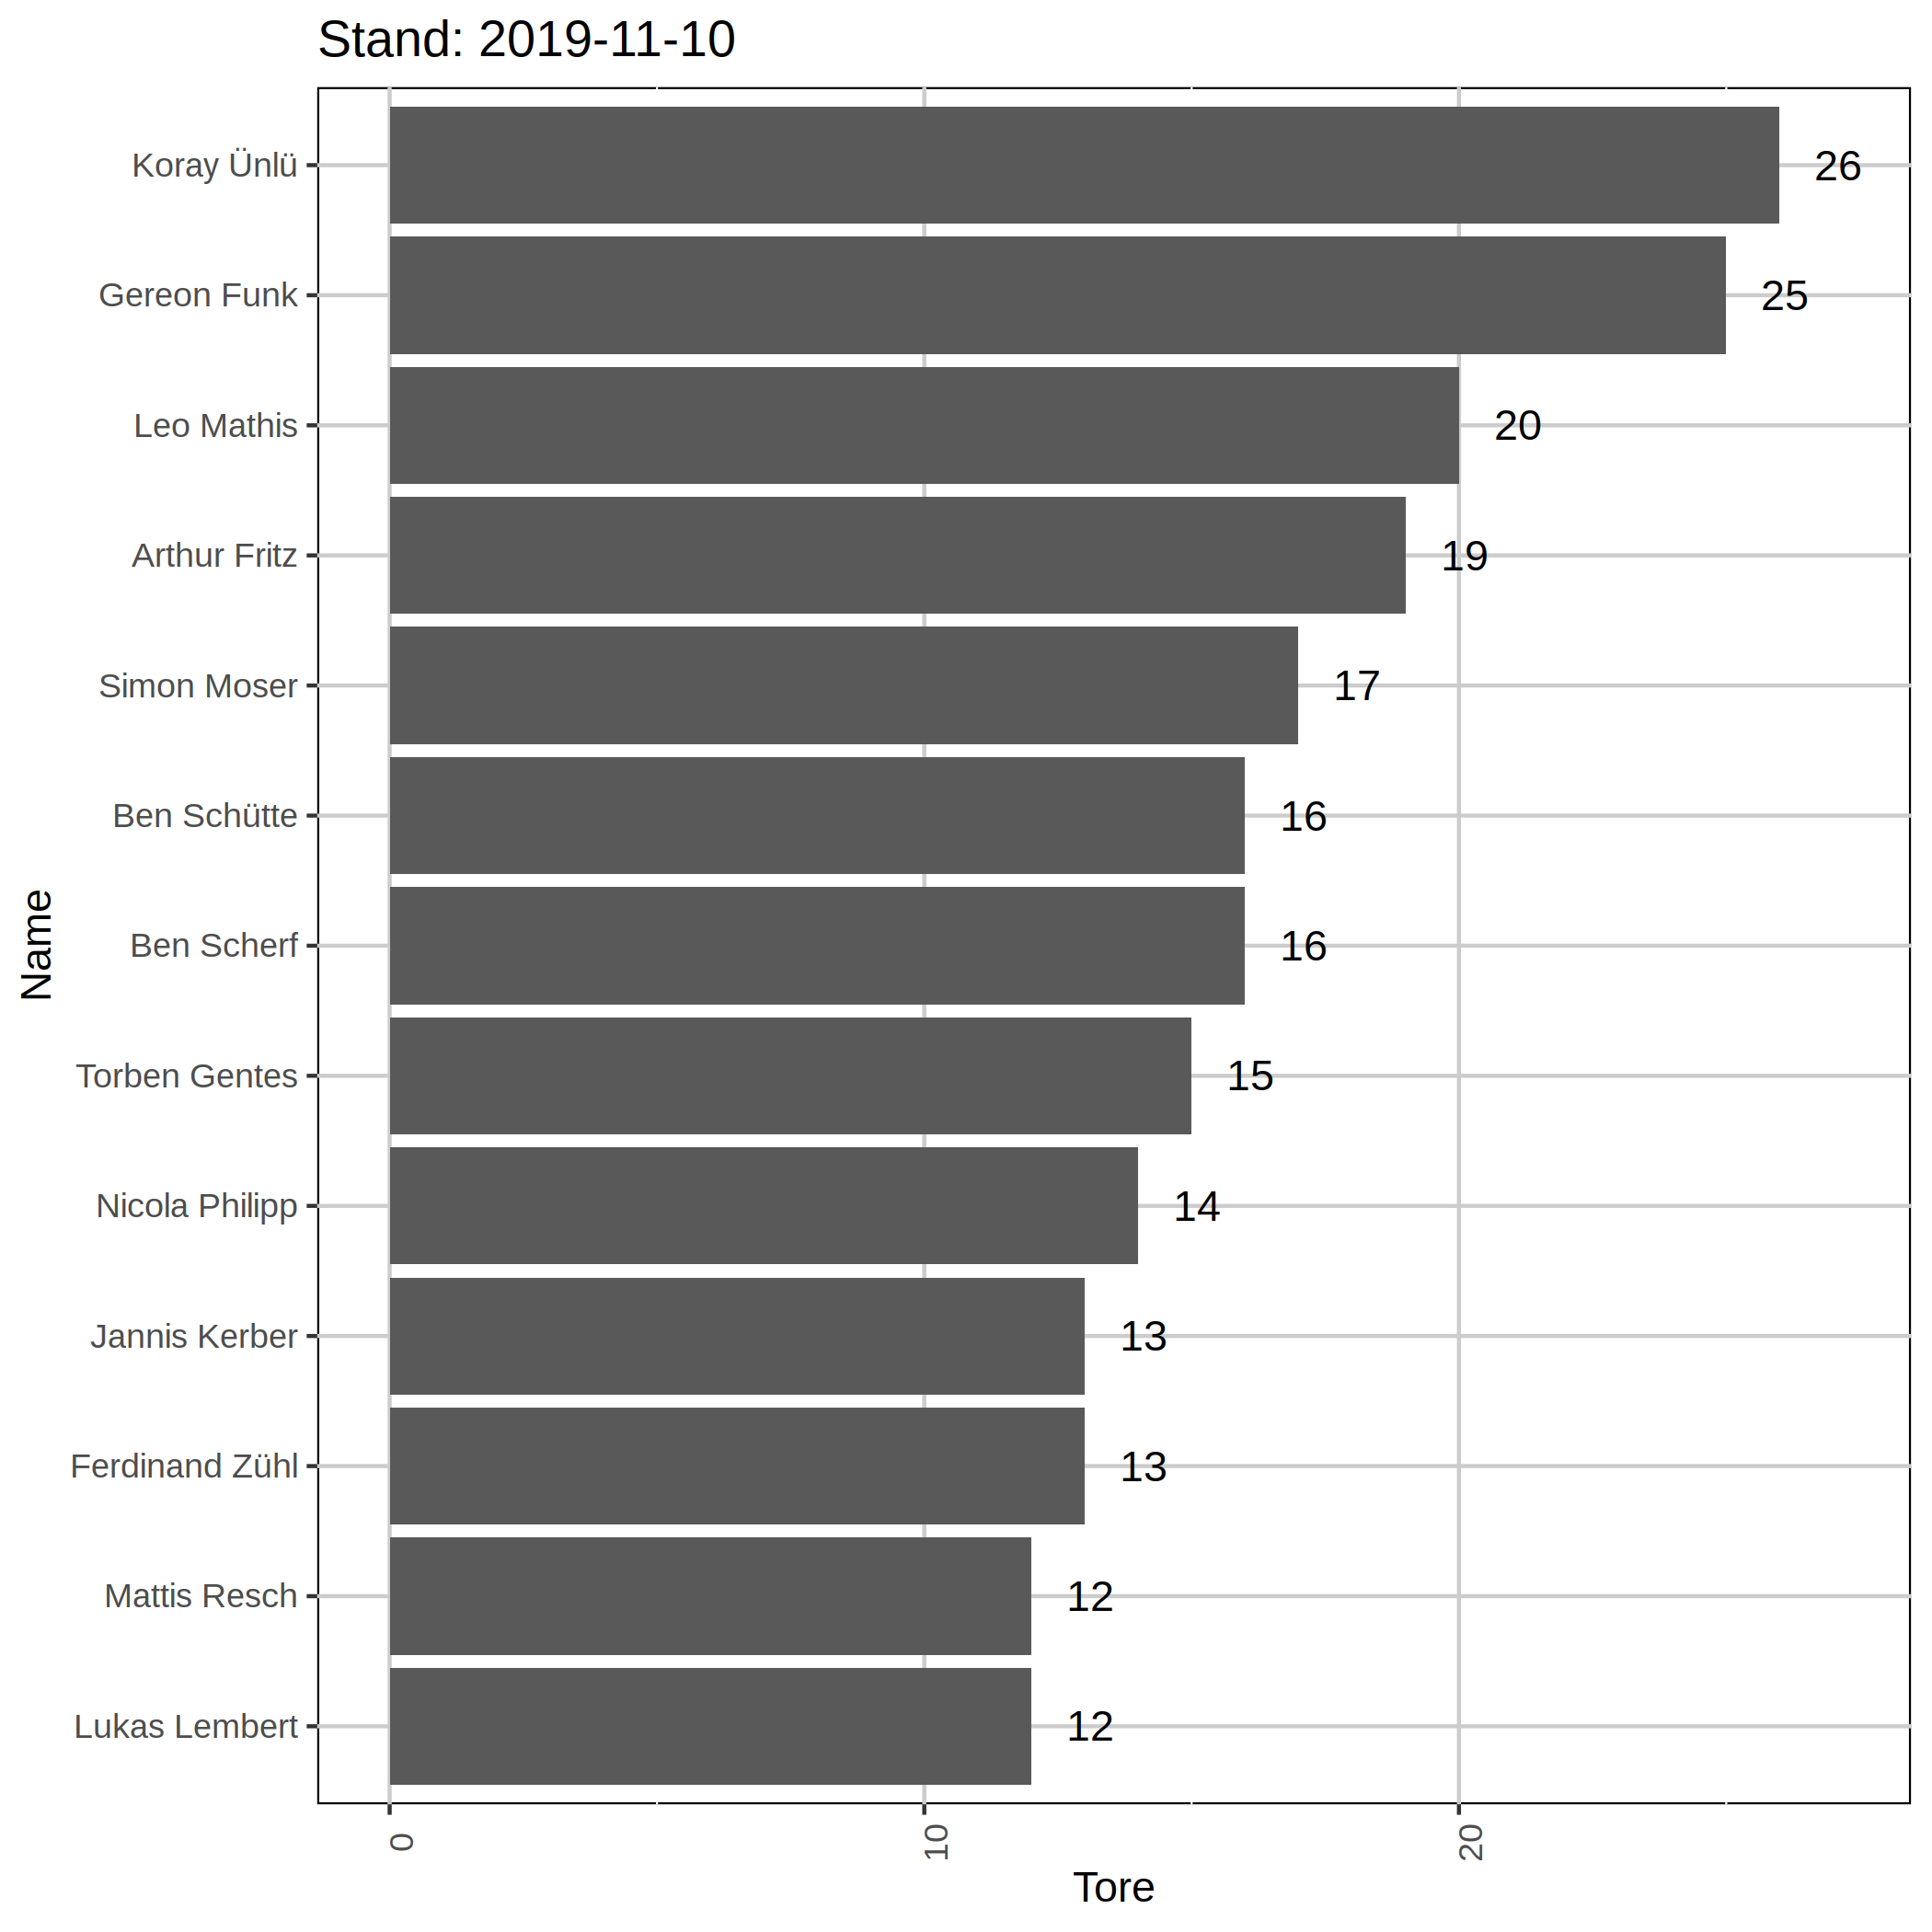 Stand: 2019-11-10
Koray Ünlü 26
Gereon Funk 25
Leo Mathis 20
Arthur Fritz 19
Simon Moser 17
Ben Schütte 16
Ben Scherf 16
Torben Gentes 15
Nicola Philipp 14
Jannis Kerber 13
Ferdinand Zühl 13
Mattis Resch 12
Lukas Lembert 12
Name
0 10 20
Tore